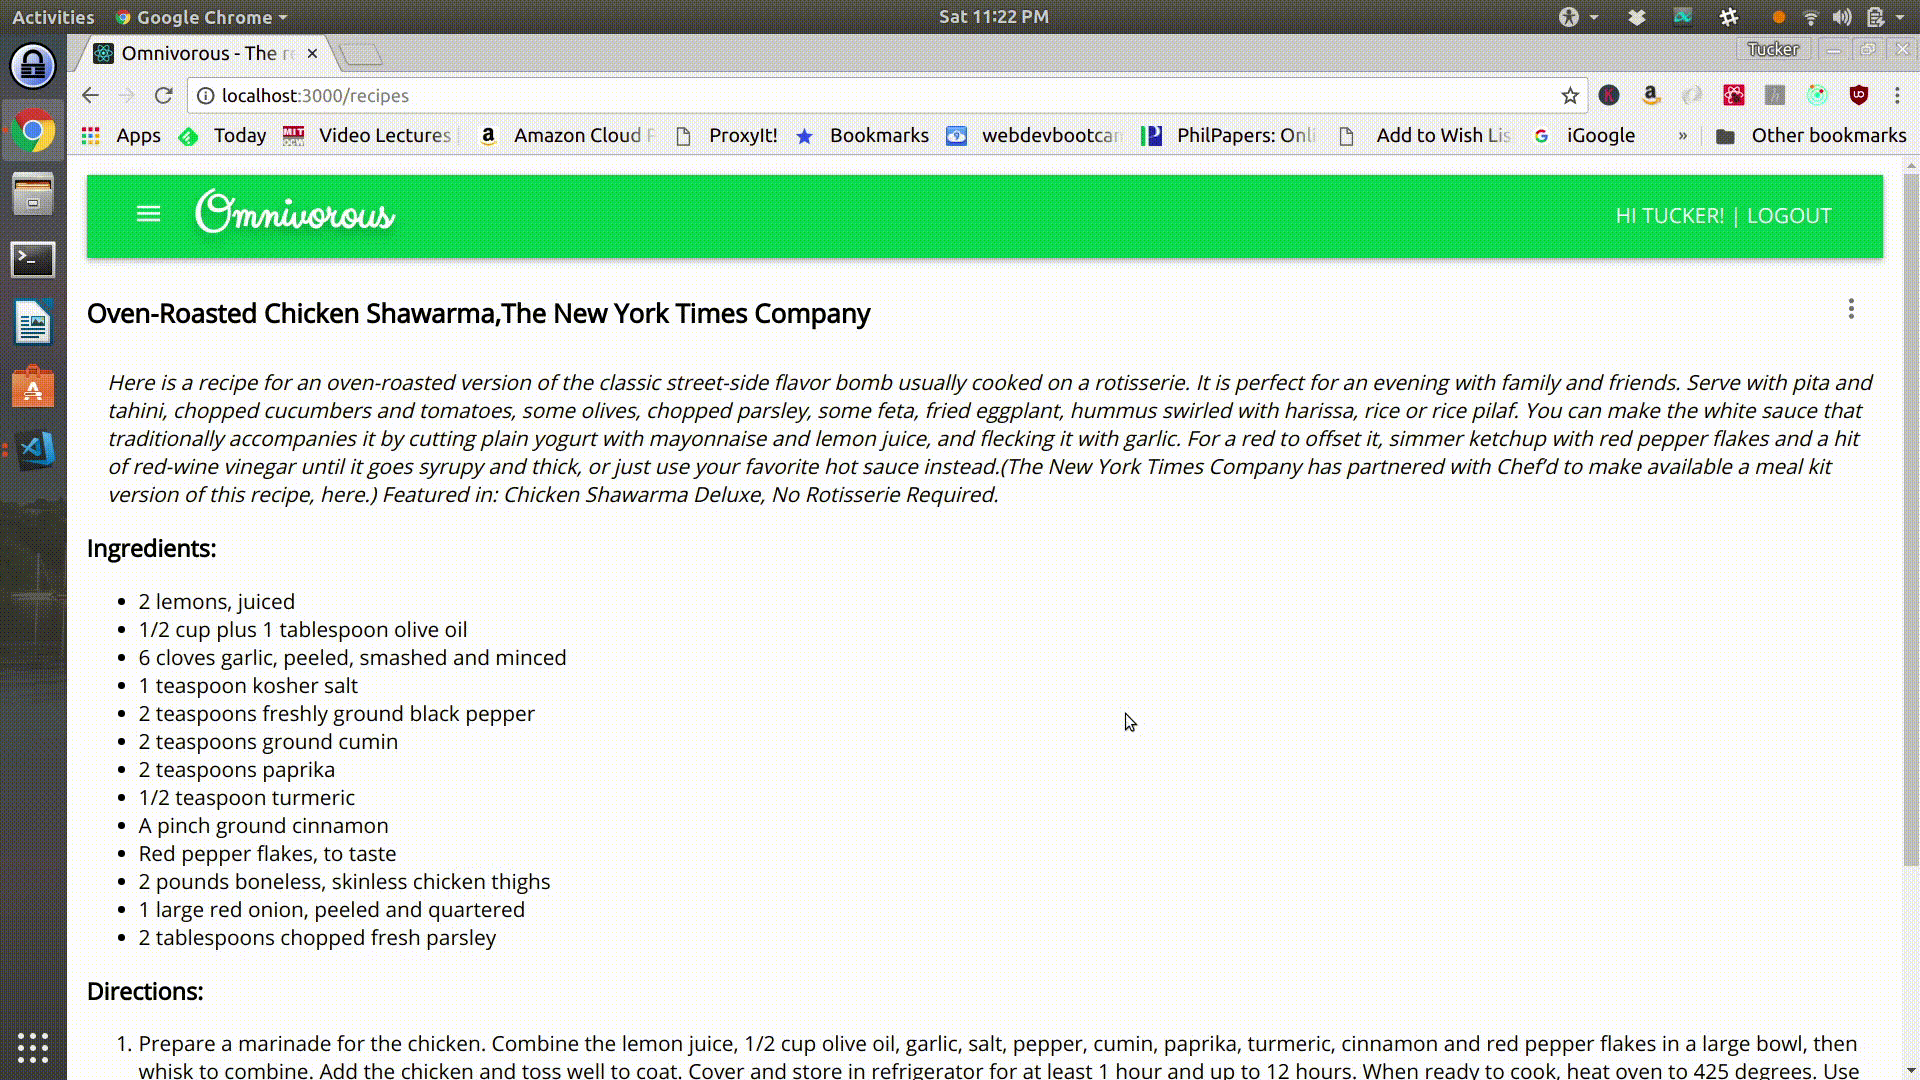 Activities Google Chrome Sat 11:22 PM
Omnivorous - The Tucker
localhost:3000/recipes
Apps Today MIT Video Lectures a Amazon Cloud ProxyIt! Bookmarks webdevbootcam PhilPapers: Onli Add to Wish Lis G iGoogle » Other bookmarks
Omnivorous HI TUCKER! | LOGOUT
Oven-Roasted Chicken Shawarma,The New York Times Company
Here is a recipe for an oven-roasted version of the classic street-side flavor bomb usually cooked on a rotisserie. It is perfect for an evening with family and friends. Serve with pita and
tahini, chopped cucumbers and tomatoes, some olives, chopped parsley, some feta, fried eggplant, hummus swirled with harissa, rice or rice pilaf. You can make the white sauce that
traditionally accompanies it by cutting plain yogurt with mayonnaise and lemon juice, and flecking it with garlic. For a red to offset it, simmer ketchup with red pepper flakes and a hit
of red-wine vinegar until it goes syrupy and thick, or just use your favorite hot sauce instead.(The New York Times Company has partnered with Chef’d to make available a meal kit
version of this recipe, here.) Featured in: Chicken Shawarma Deluxe, No Rotisserie Required.
Ingredients:
• 2 lemons, juiced
• 1/2 cup plus 1 tablespoon olive oil
• 6 cloves garlic, peeled, smashed and minced
• 1 teaspoon kosher salt
• 2 teaspoons freshly ground black pepper
• 2 teaspoons ground cumin
• 2 teaspoons paprika
• 1/2 teaspoon turmeric
• A pinch ground cinnamon
• Red pepper flakes, to taste
• 2 pounds boneless, skinless chicken thighs
• 1 large red onion, peeled and quartered
• 2 tablespoons chopped fresh parsley
Directions:
1. Prepare a marinade for the chicken. Combine the lemon juice, 1/2 cup olive oil, garlic, salt, pepper, cumin, paprika, turmeric, cinnamon and red pepper flakes in a large bowl, then
whisk to combine. Add the chicken and toss well to coat. Cover and store in refrigerator for at least 1 hour and up to 12 hours. When ready to cook, heat oven to 425 degrees. Use